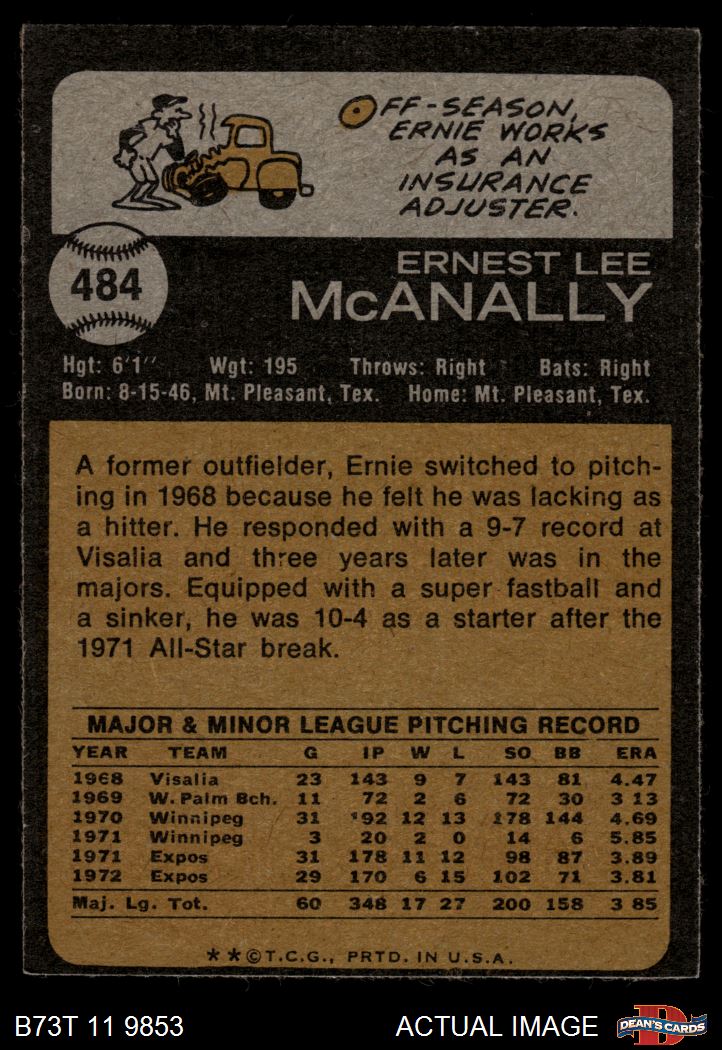 OFF-SEASON,
ERNIE WORKS
AS AN
INSURANCE
ADJUSTER.
484
ERNEST LEE
McANALLY
Hgt: 6'1" Wgt: 195 Throws: Right Bats: Right
Born: 8-15-46, Mt. Pleasant, Tex. Home: Mt. Pleasant, Tex.
A former outfielder, Ernie switched to pitch-
ing in 1968 because he felt he was lacking as
a hitter. He responded with a 9-7 record at
Visalia and three years later was in the
majors. Equipped with a super fastball and
a sinker, he was 10-4 as a starter after the
1971 All-Star break.
MAJOR & MINOR LEAGUE PITCHING RECORD
YEAR TEAM G IP W L SO BB ERA
1968 Visalia 23 143 9 7 143 81 4.47
1969 W. Palm Bch. 11 72 2 6 72 30 3 13
1970 Winnipeg 31 192 12 13 178 144 4.69
1971 Winnipeg 3 20 2 0 14 6 5.85
1971 Expos 31 178 11 12 98 87 3.89
1972 Expos 29 170 6 15 102 71 3.81
Maj. Lg. Tot. 60 348 17 27 200 158 3 85
**©T.C.G., PRTD. IN U.S.A.
B73T 11 9853 ACTUAL IMAGE DEAN'S CARDS